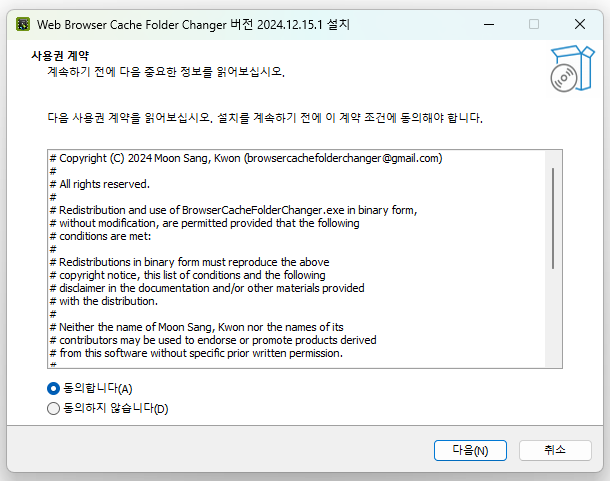 Web Browser Cache Folder Changer 버전 2024.12.15.1 설치
사용권 계약
계속하기 전에 다음 중요한 정보를 읽어보십시오.
다음 사용권 계약을 읽어보십시오. 설치를 계속하기 전에 이 계약 조건에 동의해야 합니다.
# Copyright (C) 2024 Moon Sang, Kwon (browsercachefolderchanger@gmail.com)
#
# All rights reserved.
#
# Redistribution and use of BrowserCacheFolderChanger.exe in binary form,
# without modification, are permitted provided that the following
# conditions are met:
#
# Redistributions in binary form must reproduce the above
# copyright notice, this list of conditions and the following
# disclaimer in the documentation and/or other materials provided
# with the distribution.
#
# Neither the name of Moon Sang, Kwon nor the names of its
# contributors may be used to endorse or promote products derived
# from this software without specific prior written permission.
#
동의합니다(A)
동의하지 않습니다(D)
다음(N)
취소